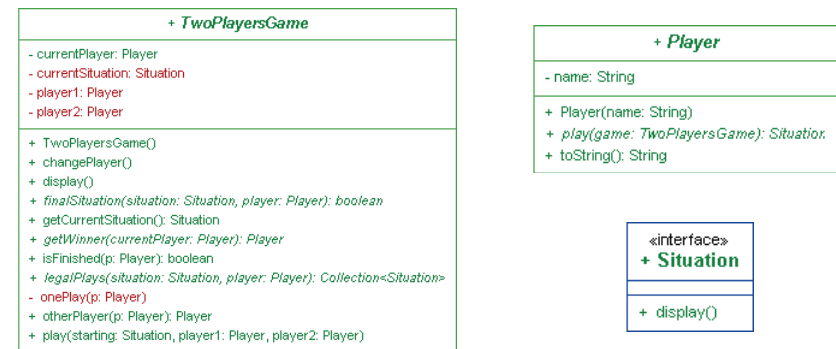 + TwoPlayersGame
- currentPlayer: Player
- currentSituation: Situation
- player1: Player
- player2: Player
+ TwoPlayersGame()
+ changePlayer()
+ display()
+ finalSituation(situation: Situation, player: Player): boolean
+ getCurrentSituation(): Situation
+ getWinner(currentPlayer: Player): Player
+ isFinished(p: Player): boolean
+ legalPlays(situation: Situation, player: Player): Collection<Situation>
- onePlay(p: Player)
+ otherPlayer(p: Player): Player
+ play(starting: Situation, player1: Player, player2: Player)
+ Player
- name: String
+ Player(name: String)
+ play(game: TwoPlayersGame): Situation
+ toString(): String
«interface»
+ Situation
+ display()